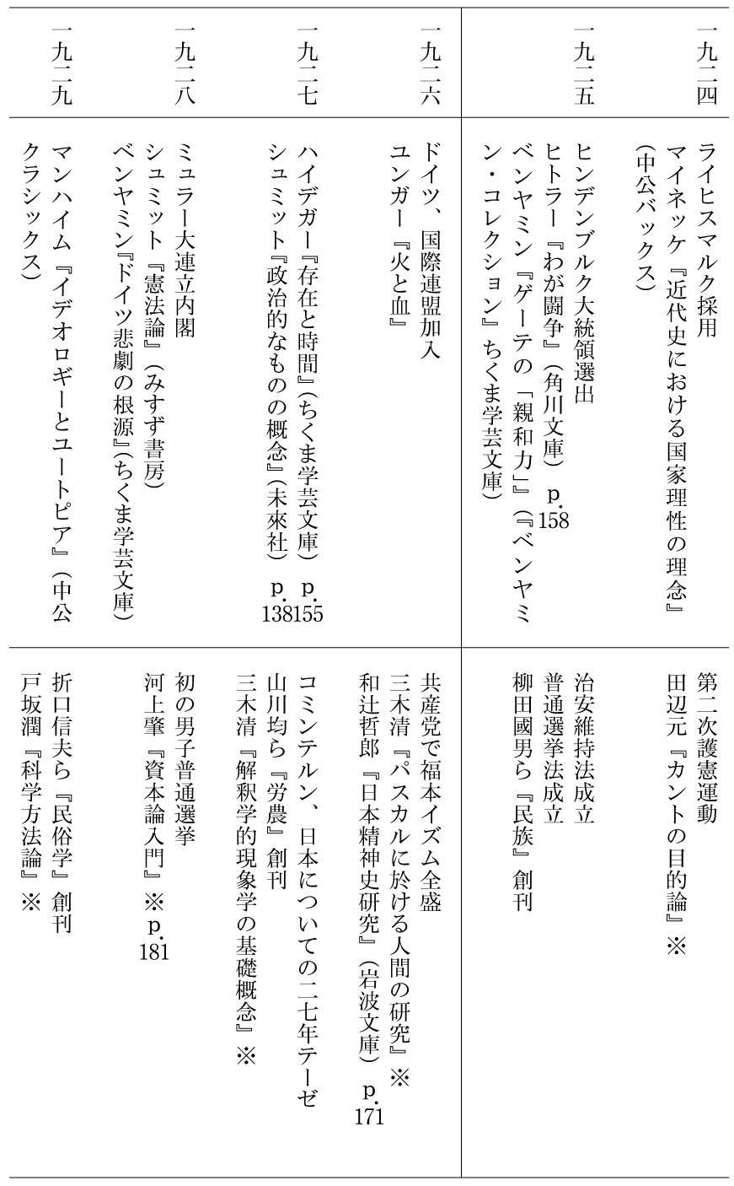 一九二四
ライヒスマルク採用
マイネッケ『近代史における国家理性の理念』
（中公バックス）
第二次護憲運動
田辺元『カントの目的論』※
一九二五
ヒンデンブルク大統領選出
ヒトラー『わが闘争』（角川文庫）p.158
ベンヤミン『ゲーテの「親和力」』（『ベンヤミ
ン・コレクション』ちくま学芸文庫）
治安維持法成立
普通選挙法成立
柳田國男ら『民族』創刊
一九二六
ドイツ、国際連盟加入
ユンガー『火と血』
共産党で福本イズム全盛
三木清『パスカルに於ける人間の研究』※
和辻哲郎『日本精神史研究』（岩波文庫）p.171
一九二七
ハイデガー『存在と時間』（ちくま学芸文庫）p.155
シュミット『政治的なものの概念』（未來社）p.138
コミンテルン、日本についての二七年テーゼ
山川均ら『労農』創刊
三木清『解釈学的現象学の基礎概念』※
一九二八
ミュラー大連立内閣
シュミット『憲法論』（みすず書房）
ベンヤミン『ドイツ悲劇の根源』（ちくま学芸文庫）
初の男子普通選挙
河上肇『資本論入門』※p.181
一九二九
マンハイム『イデオロギーとユートピア』（中公
クラシックス）
折口信夫ら『民俗学』創刊
戸坂潤『科学方法論』※